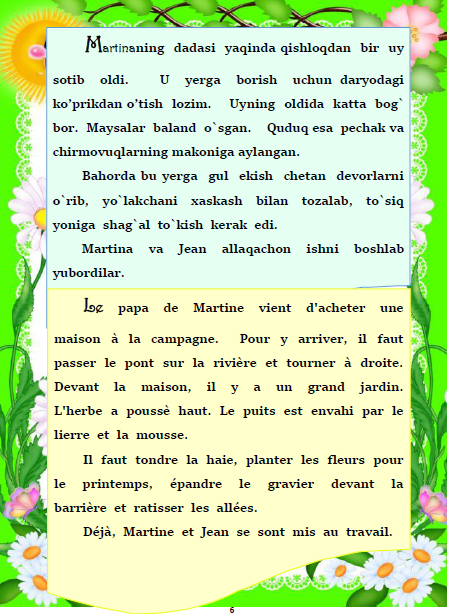 Martinaning dadasi yaqinda qishloqdan bir uy
sotib oldi. U yerga borish uchun daryodagi
ko'prikdan o'tish lozim. Uyning oldida katta bog`
bor. Maysalar baland o`sgan. Quduq esa pechak va
chirmovuqlarning makoniga aylangan.
Bahorda bu yerga gul ekish chetan devorlarni
o`rib, yo`lakchani xaskash bilan tozalab, to`siq
yoniga shag`al to`kish kerak edi.
Martina va Jean allaqachon ishni boshlab
yubordilar.
Le papa de Martine vient d'acheter une
maison à la campagne. Pour y arriver, il faut
passer le pont sur la rivière et tourner à droite.
Devant la maison, il y a un grand jardin.
L'herbe a poussè haut. Le puits est envahi par le
lierre et la mousse.
Il faut tondre la haie, planter les fleurs pour
le printemps, épandre le gravier devant la
barrière et ratisser les allées.
Déjà, Martine et Jean se sont mis au travail.
6